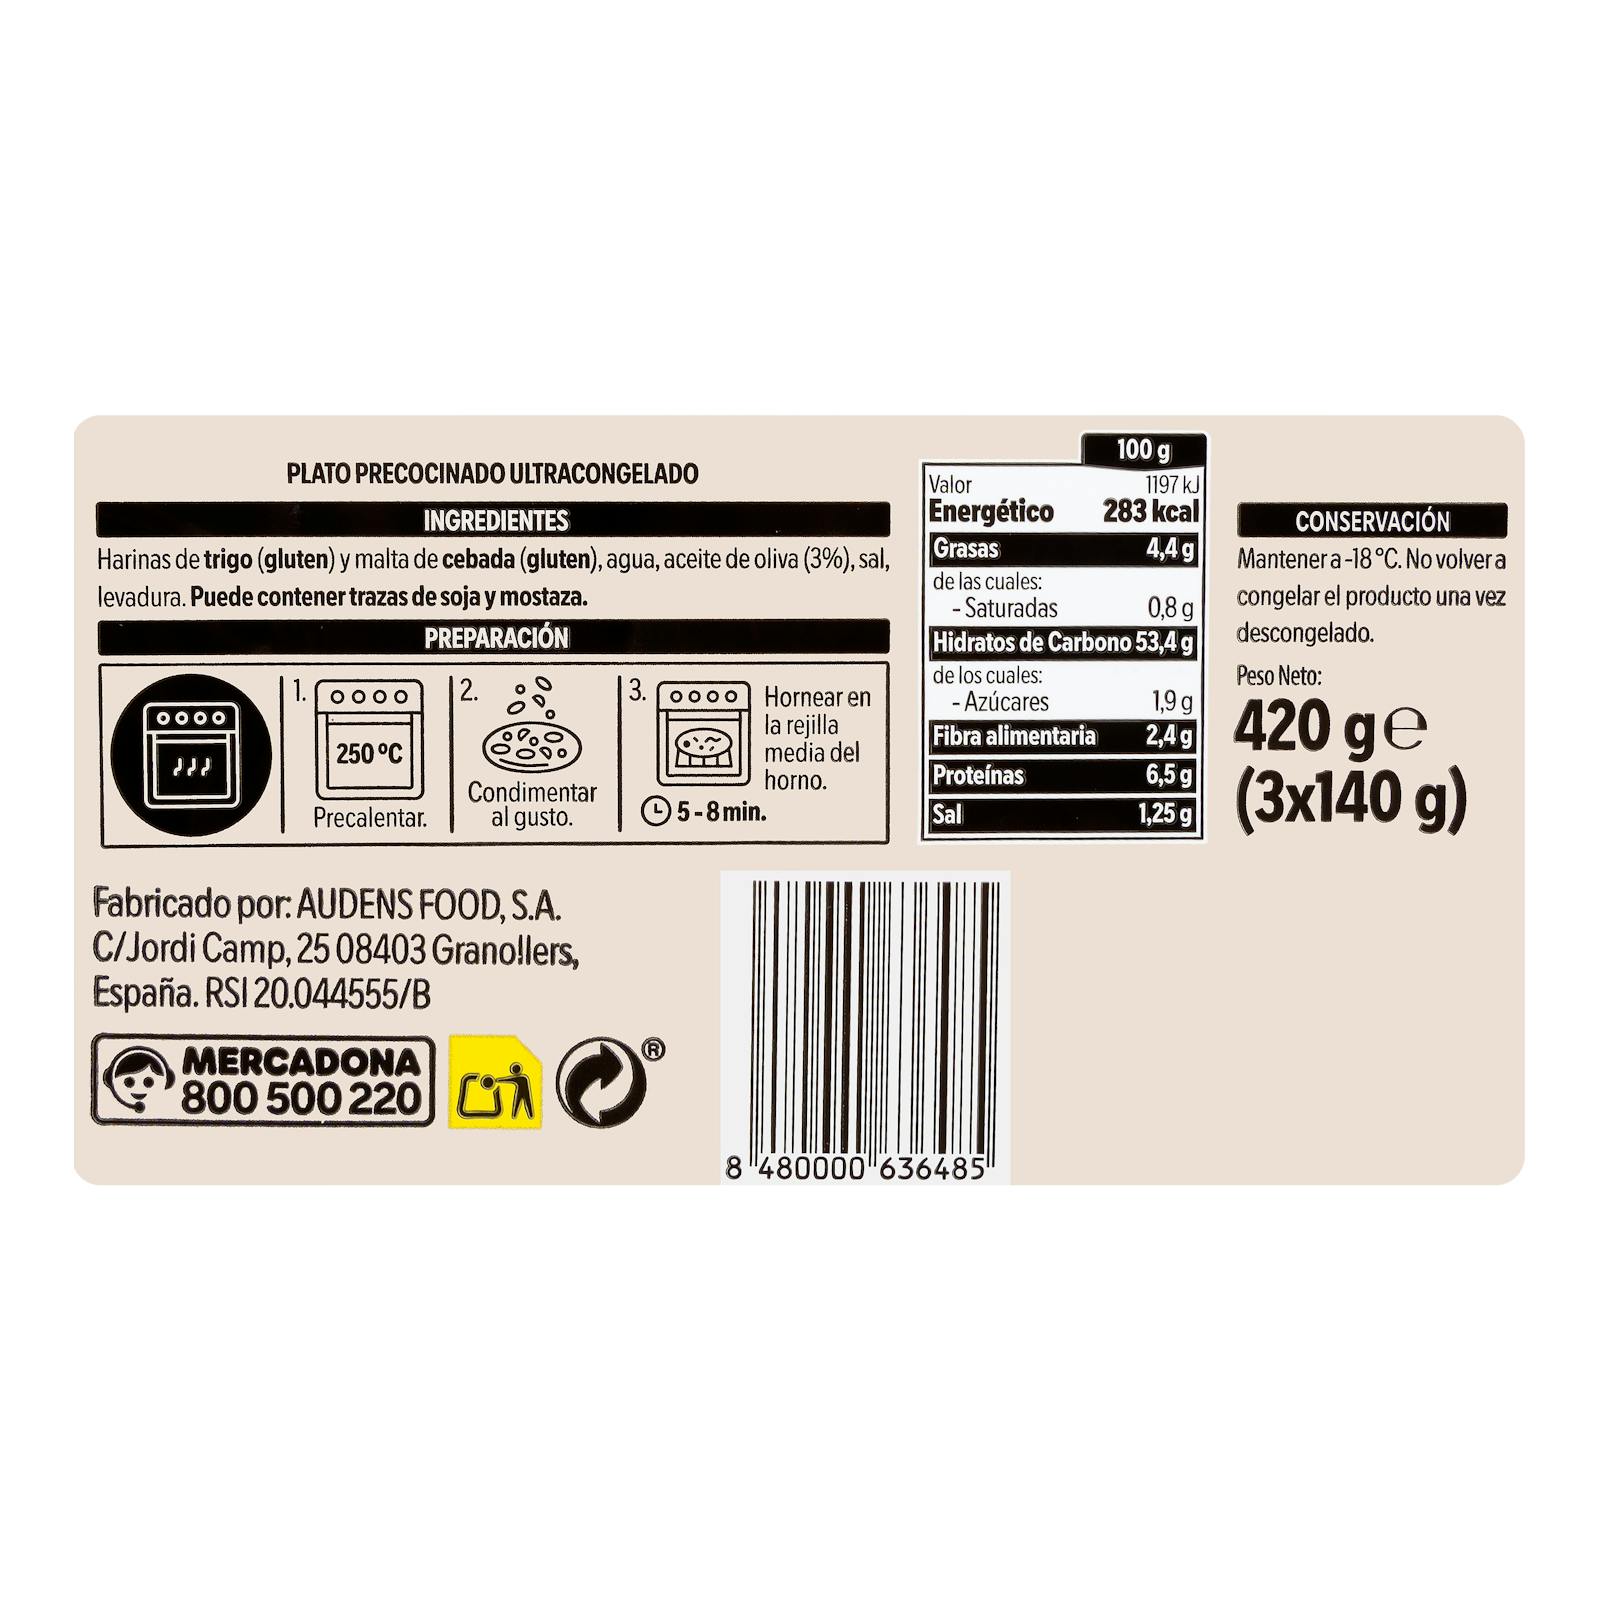 PLATO PRECOCINADO ULTRACONGELADO
INGREDIENTES
Harinas de trigo (gluten) y malta de cebada (gluten), agua, aceite de oliva (3%), sal,
levadura. Puede contener trazas de soja y mostaza.
PREPARACIÓN
1.
250 ºC
Precalentar.
2.
Condimentar
al gusto.
3.
Hornear en
la rejilla
media del
horno.
5 - 8 min.
100 g
Valor 1197 kJ
Energético 283 kcal
Grasas 4,4 g
de las cuales:
- Saturadas 0,8 g
Hidratos de Carbono 53,4 g
de los cuales:
- Azúcares 1,9 g
Fibra alimentaria 2,4 g
Proteínas 6,5 g
Sal 1,25 g
CONSERVACIÓN
Mantener a -18 ºC. No volver a
congelar el producto una vez
descongelado.
Peso Neto:
420 g e
(3x140 g)
Fabricado por: AUDENS FOOD, S.A.
C/Jordi Camp, 25 08403 Granollers,
España. RSI 20.044555/B
MERCADONA
800 500 220
®
8 480000 636485